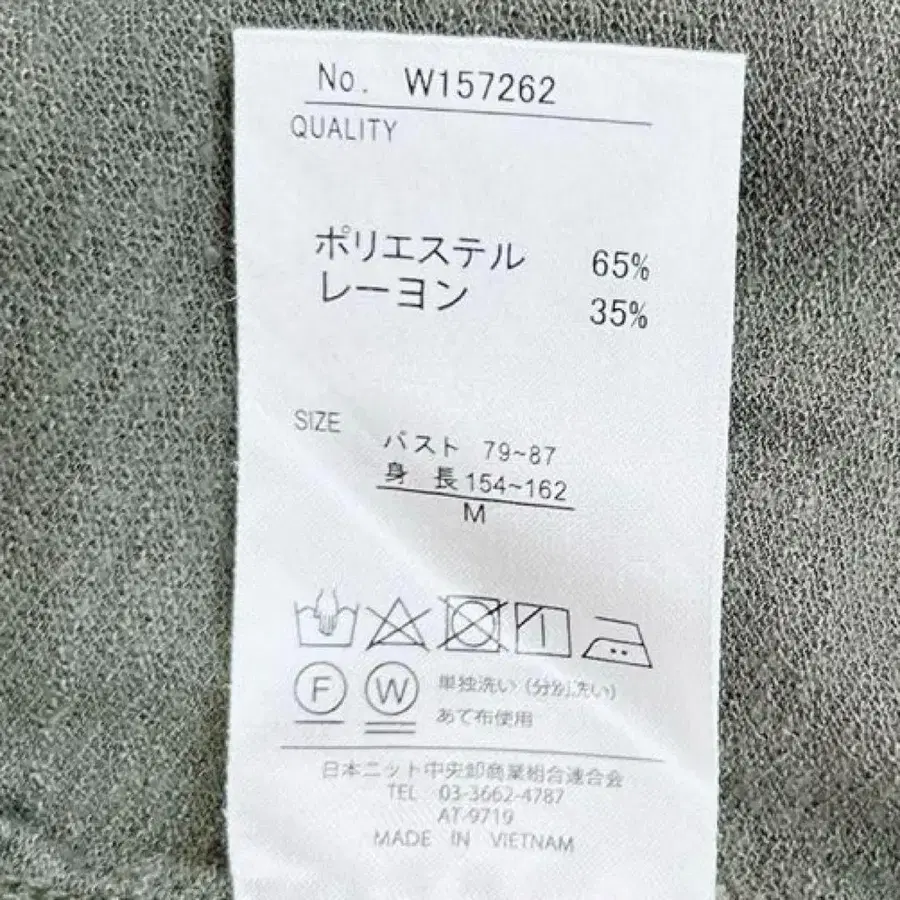 No. W157262
QUALITY
ポリエステル 65%
レーヨン 35%
SIZE
バスト 79~87
身 長 154~162
M
F W 単独洗い(分別洗い)
あて布使用
日本ニット中央卸商業組合連合会
TEL 03-3662-4787
AT-9719
MADE IN VIETNAM